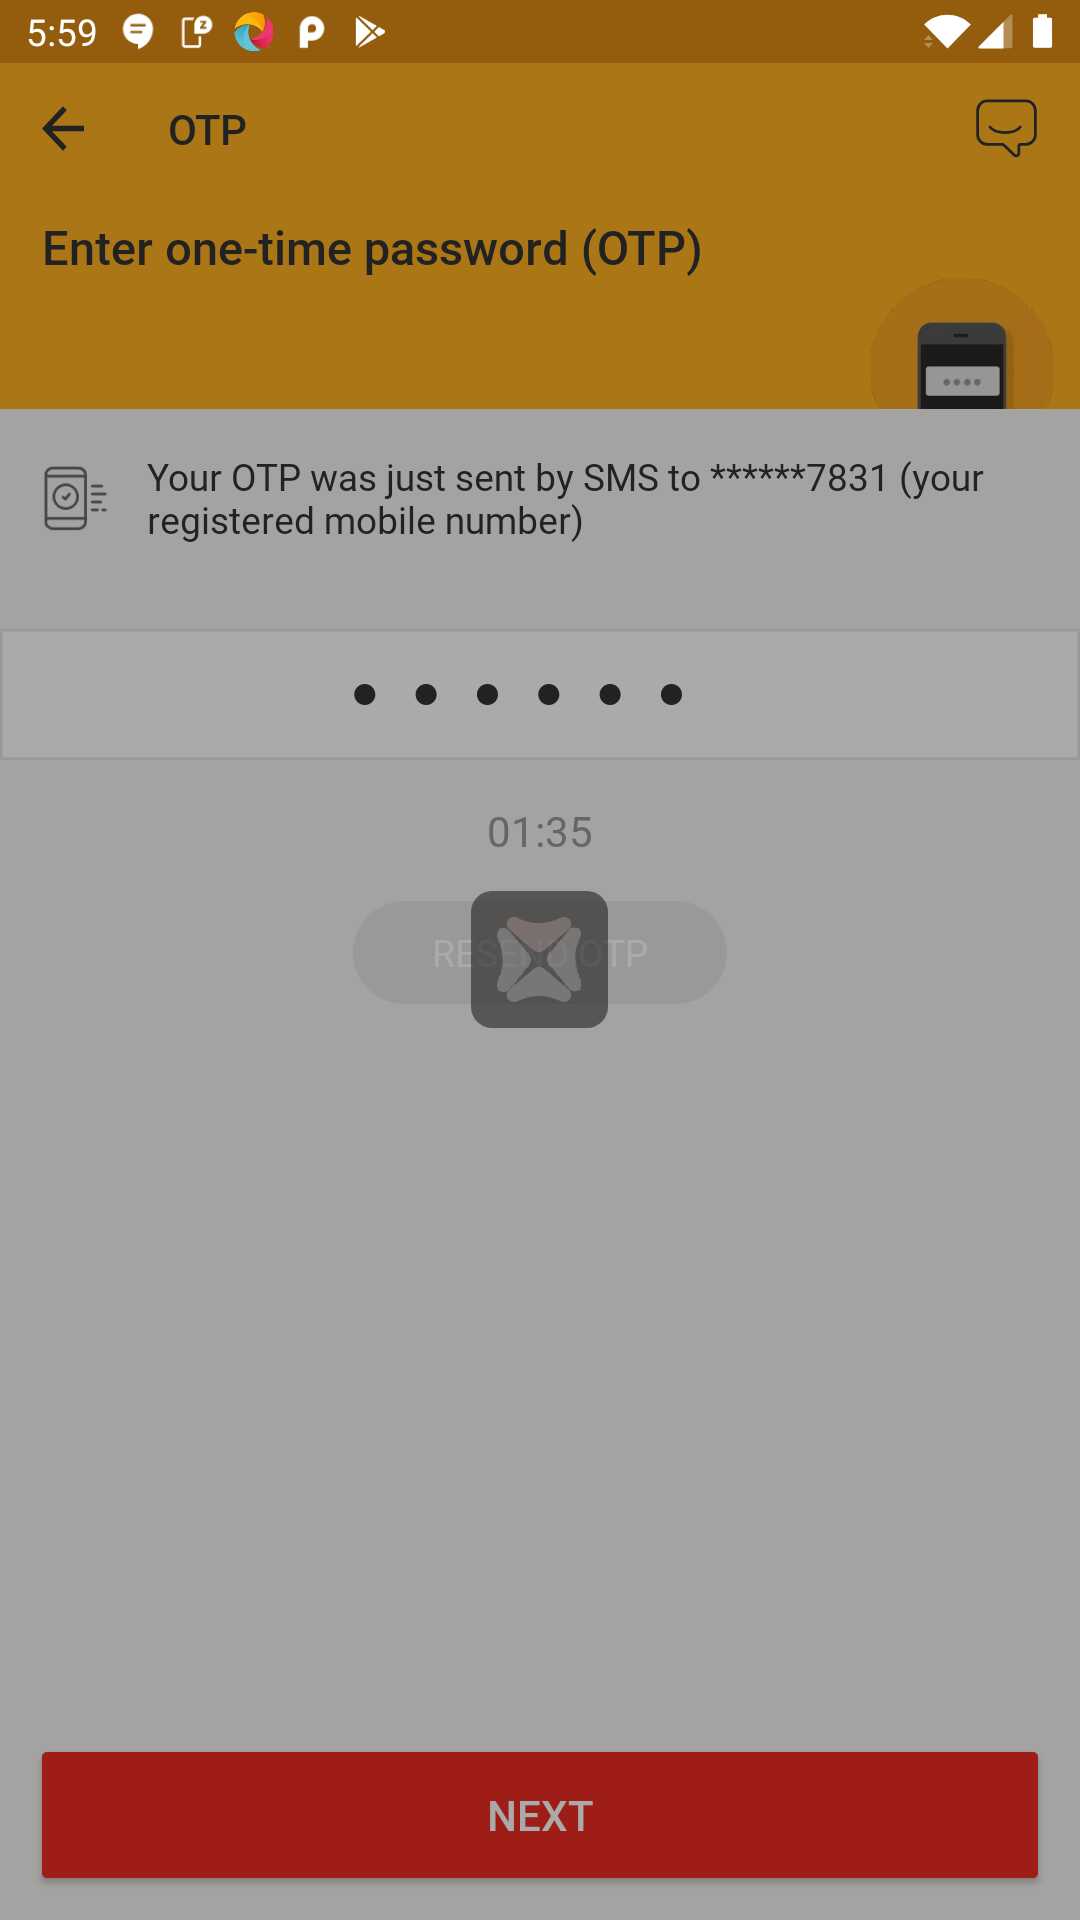 5:59
OTP
Enter one-time password (OTP)
Your OTP was just sent by SMS to ******7831 (your
registered mobile number)
01:35
RESEND OTP
NEXT